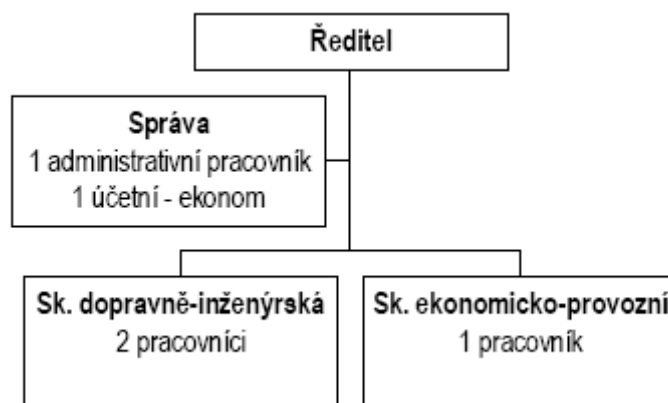 Ředitel
Správa
1 administrativní pracovník
1 účetní - ekonom
Sk. dopravně-inženýrská
2 pracovníci
Sk. ekonomicko-provozní
1 pracovník